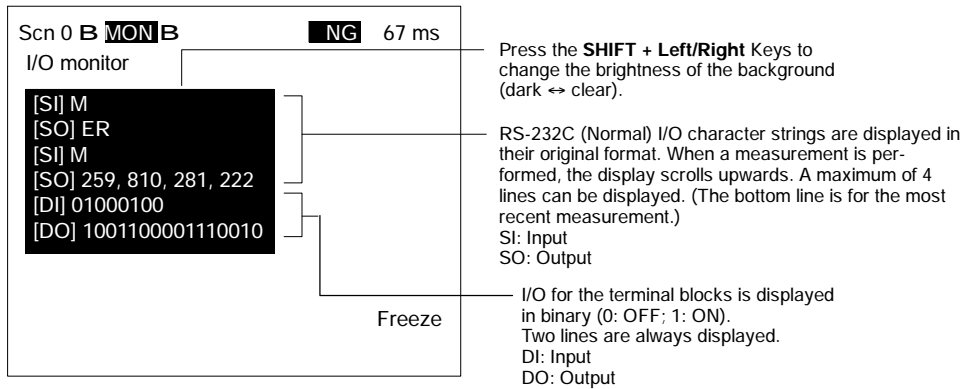 Scn 0 B MON B NG 67 ms
I/O monitor
[SI] M
[SO] ER
[SI] M
[SO] 259, 810, 281, 222
[DI] 01000100
[DO] 1001100001110010
Freeze
Press the SHIFT + Left/Right Keys to
change the brightness of the background
(dark ↔ clear).
RS-232C (Normal) I/O character strings are displayed in
their original format. When a measurement is per-
formed, the display scrolls upwards. A maximum of 4
lines can be displayed. (The bottom line is for the most
recent measurement.)
SI: Input
SO: Output
I/O for the terminal blocks is displayed
in binary (0: OFF; 1: ON).
Two lines are always displayed.
DI: Input
DO: Output